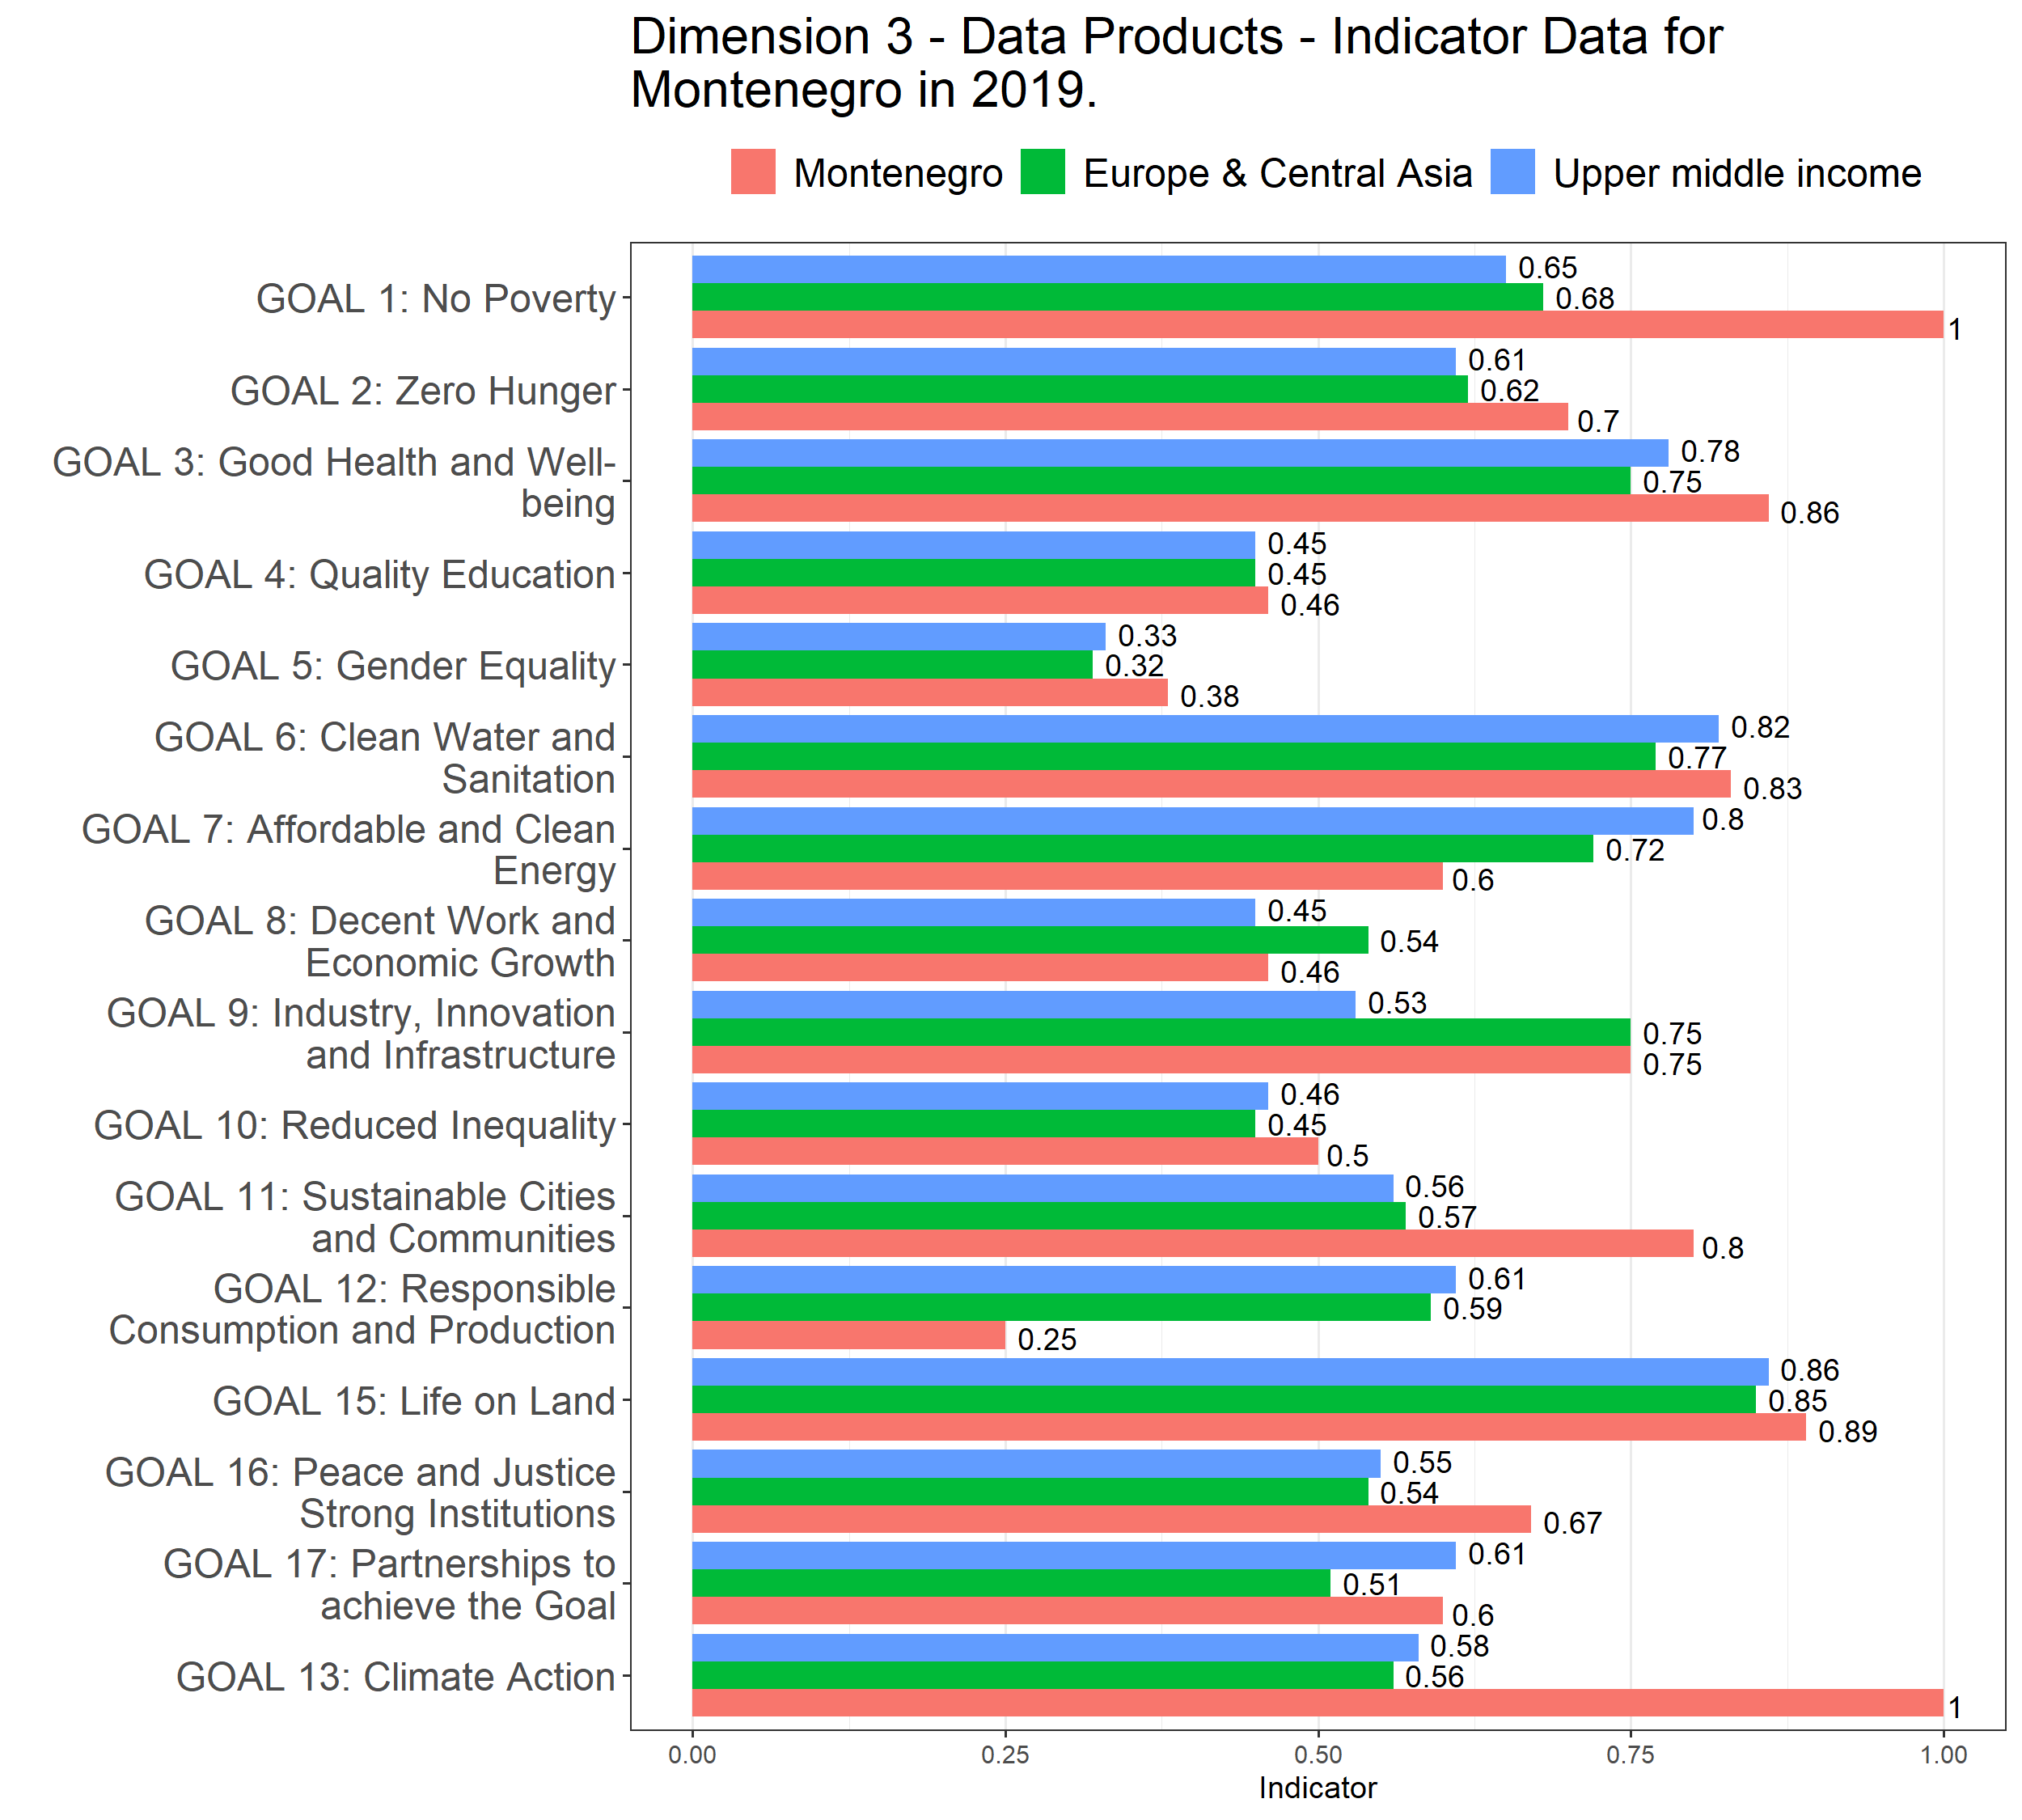 Dimension 3 - Data Products - Indicator Data for
Montenegro in 2019.
Montenegro Europe & Central Asia Upper middle income
GOAL 1: No Poverty
0.65
0.68
1
GOAL 2: Zero Hunger
0.61
0.62
0.7
GOAL 3: Good Health and Well-
being
0.78
0.75
0.86
GOAL 4: Quality Education
0.45
0.45
0.46
GOAL 5: Gender Equality
0.33
0.32
0.38
GOAL 6: Clean Water and
Sanitation
0.82
0.77
0.83
GOAL 7: Affordable and Clean
Energy
0.8
0.72
0.6
GOAL 8: Decent Work and
Economic Growth
0.45
0.54
0.46
GOAL 9: Industry, Innovation
and Infrastructure
0.53
0.75
0.75
GOAL 10: Reduced Inequality
0.46
0.45
0.5
GOAL 11: Sustainable Cities
and Communities
0.56
0.57
0.8
GOAL 12: Responsible
Consumption and Production
0.61
0.59
0.25
GOAL 15: Life on Land
0.86
0.85
0.89
GOAL 16: Peace and Justice
Strong Institutions
0.55
0.54
0.67
GOAL 17: Partnerships to
achieve the Goal
0.61
0.51
0.6
GOAL 13: Climate Action
0.58
0.56
1
0.00 0.25 0.50 0.75 1.00
Indicator